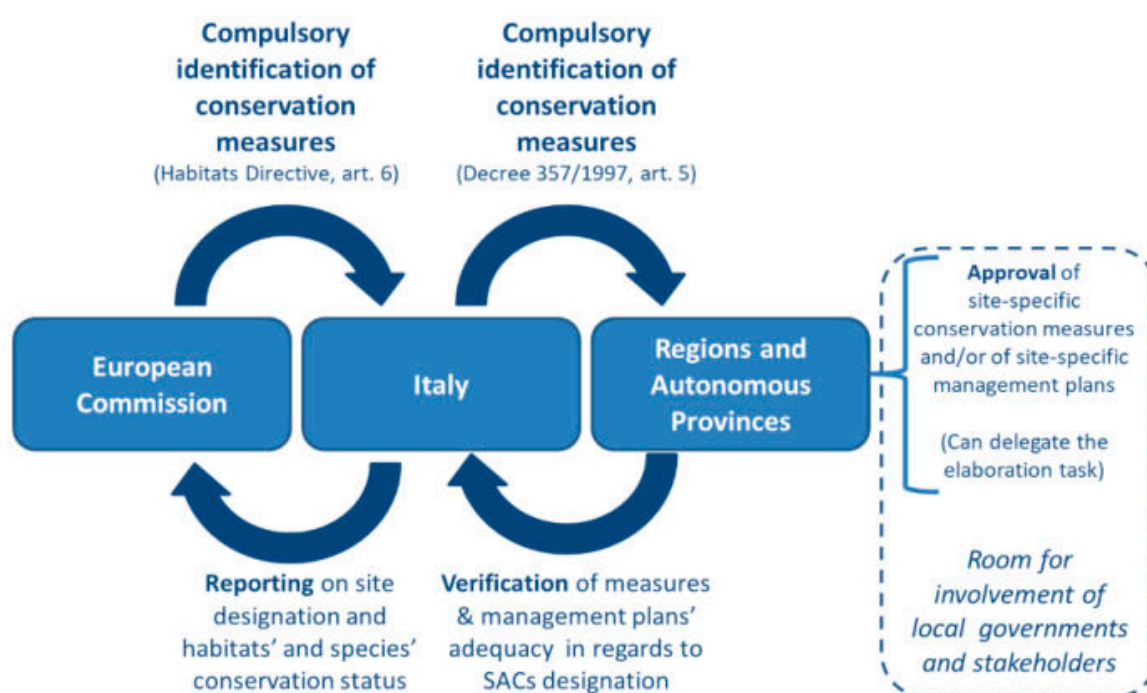 Compulsory
identification of
conservation
measures
(Habitats Directive, art. 6)
Compulsory
identification of
conservation
measures
(Decree 357/1997, art. 5)
European
Commission
Italy
Regions and
Autonomous
Provinces
Approval of
site-specific
conservation measures
and/or of site-specific
management plans
(Can delegate the
elaboration task)
Room for
involvement of
local governments
and stakeholders
Reporting on site
designation and
habitats’ and species’
conservation status
Verification of measures
& management plans’
adequacy in regards to
SACs designation